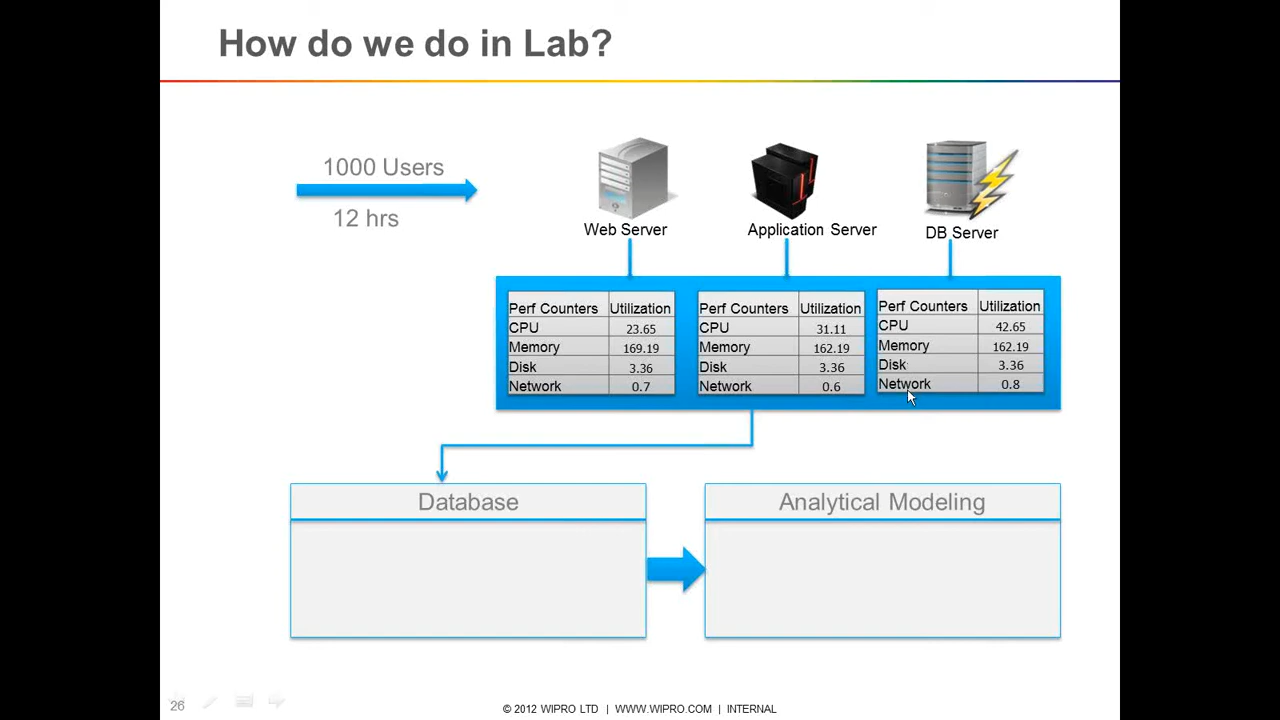 How do we do in Lab?
1000 Users
12 hrs
Web Server
Application Server
DB Server
Perf Counters Utilization
CPU 23.65
Memory 169.19
Disk 3.36
Network 0.7
Perf Counters Utilization
CPU 31.11
Memory 162.19
Disk 3.36
Network 0.6
Perf Counters Utilization
CPU 42.65
Memory 162.19
Disk 3.36
Network 0.8
Database
Analytical Modeling
26
© 2012 WIPRO LTD | WWW.WIPRO.COM | INTERNAL